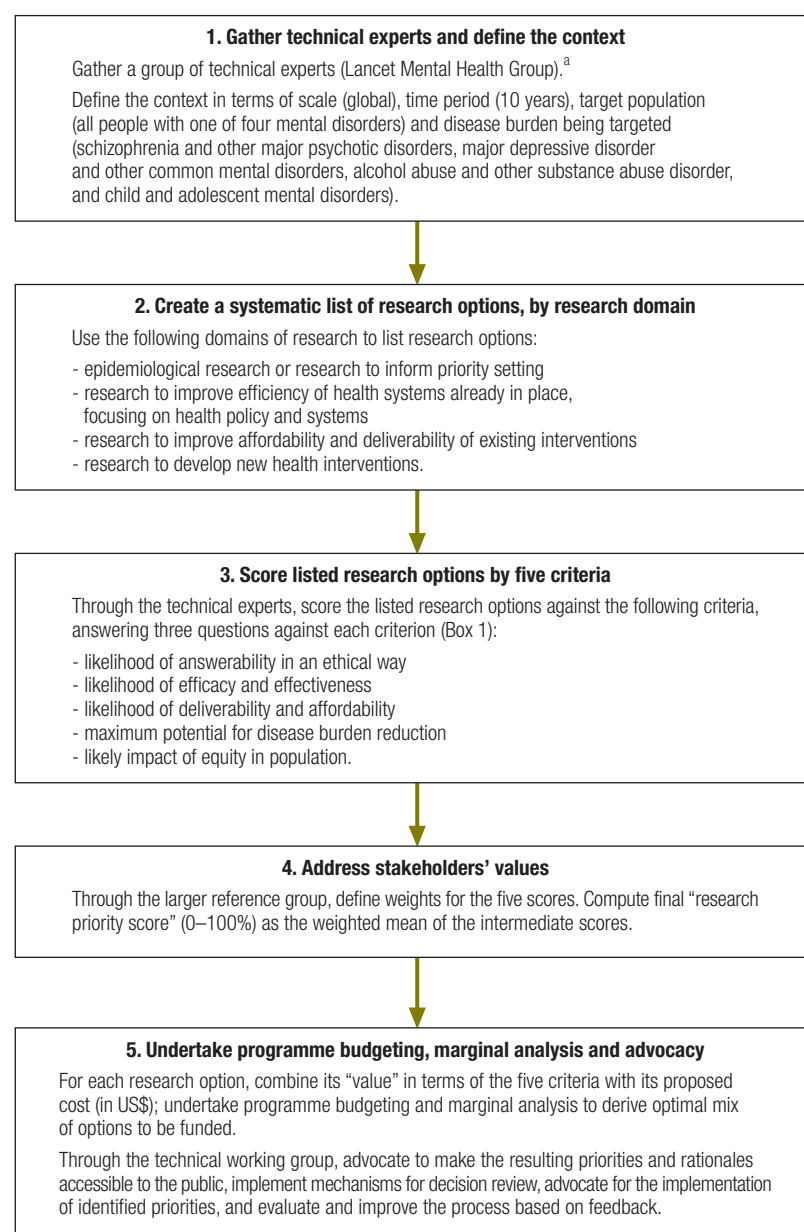 1. Gather technical experts and define the context
Gather a group of technical experts (Lancet Mental Health Group).a
Define the context in terms of scale (global), time period (10 years), target population
(all people with one of four mental disorders) and disease burden being targeted
(schizophrenia and other major psychotic disorders, major depressive disorder
and other common mental disorders, alcohol abuse and other substance abuse disorder,
and child and adolescent mental disorders).
2. Create a systematic list of research options, by research domain
Use the following domains of research to list research options:
- epidemiological research or research to inform priority setting
- research to improve efficiency of health systems already in place,
focusing on health policy and systems
- research to improve affordability and deliverability of existing interventions
- research to develop new health interventions.
3. Score listed research options by five criteria
Through the technical experts, score the listed research options against the following criteria,
answering three questions against each criterion (Box 1):
- likelihood of answerability in an ethical way
- likelihood of efficacy and effectiveness
- likelihood of deliverability and affordability
- maximum potential for disease burden reduction
- likely impact of equity in population.
4. Address stakeholders’ values
Through the larger reference group, define weights for the five scores. Compute final “research
priority score” (0–100%) as the weighted mean of the intermediate scores.
5. Undertake programme budgeting, marginal analysis and advocacy
For each research option, combine its “value” in terms of the five criteria with its proposed
cost (in US$); undertake programme budgeting and marginal analysis to derive optimal mix
of options to be funded.
Through the technical working group, advocate to make the resulting priorities and rationales
accessible to the public, implement mechanisms for decision review, advocate for the implementation
of identified priorities, and evaluate and improve the process based on feedback.